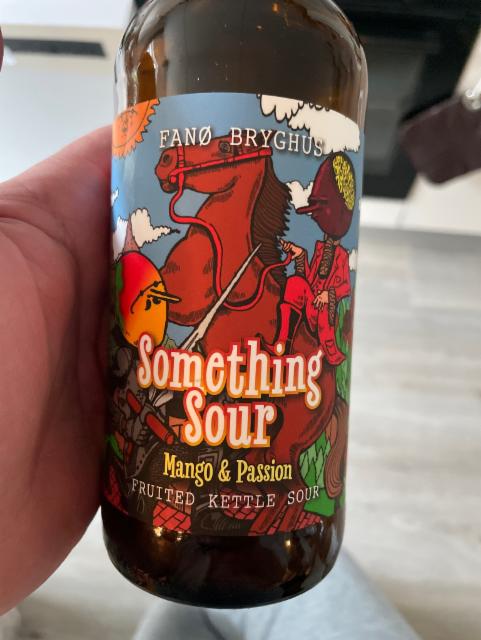 FANØ BRYGHUS
Something
Sour
Mango & Passion
FRUITED KETTLE SOUR